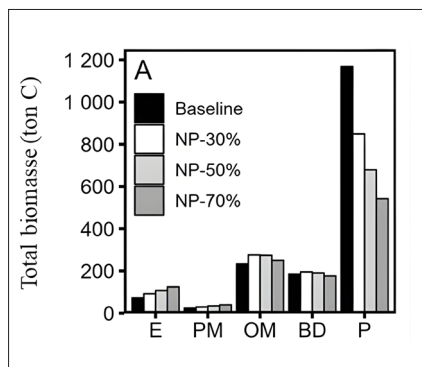 Total biomasse (ton C)
1 200
1 000
800
600
400
200
0
A
Baseline
NP-30%
NP-50%
NP-70%
E PM OM BD P